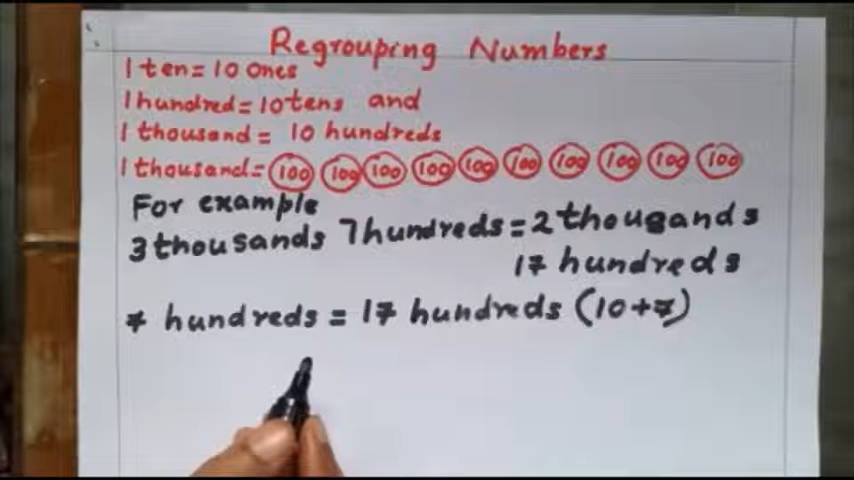 Regrouping Numbers
1 ten = 10 Ones
1 hundred = 10 tens and
1 thousand = 10 hundreds
1 thousand = 100 100 100 100 100 100 100 100 100 100
For example
3 thousands 7 hundreds = 2 thousands
17 hundreds
7 hundreds = 17 hundreds (10+7)